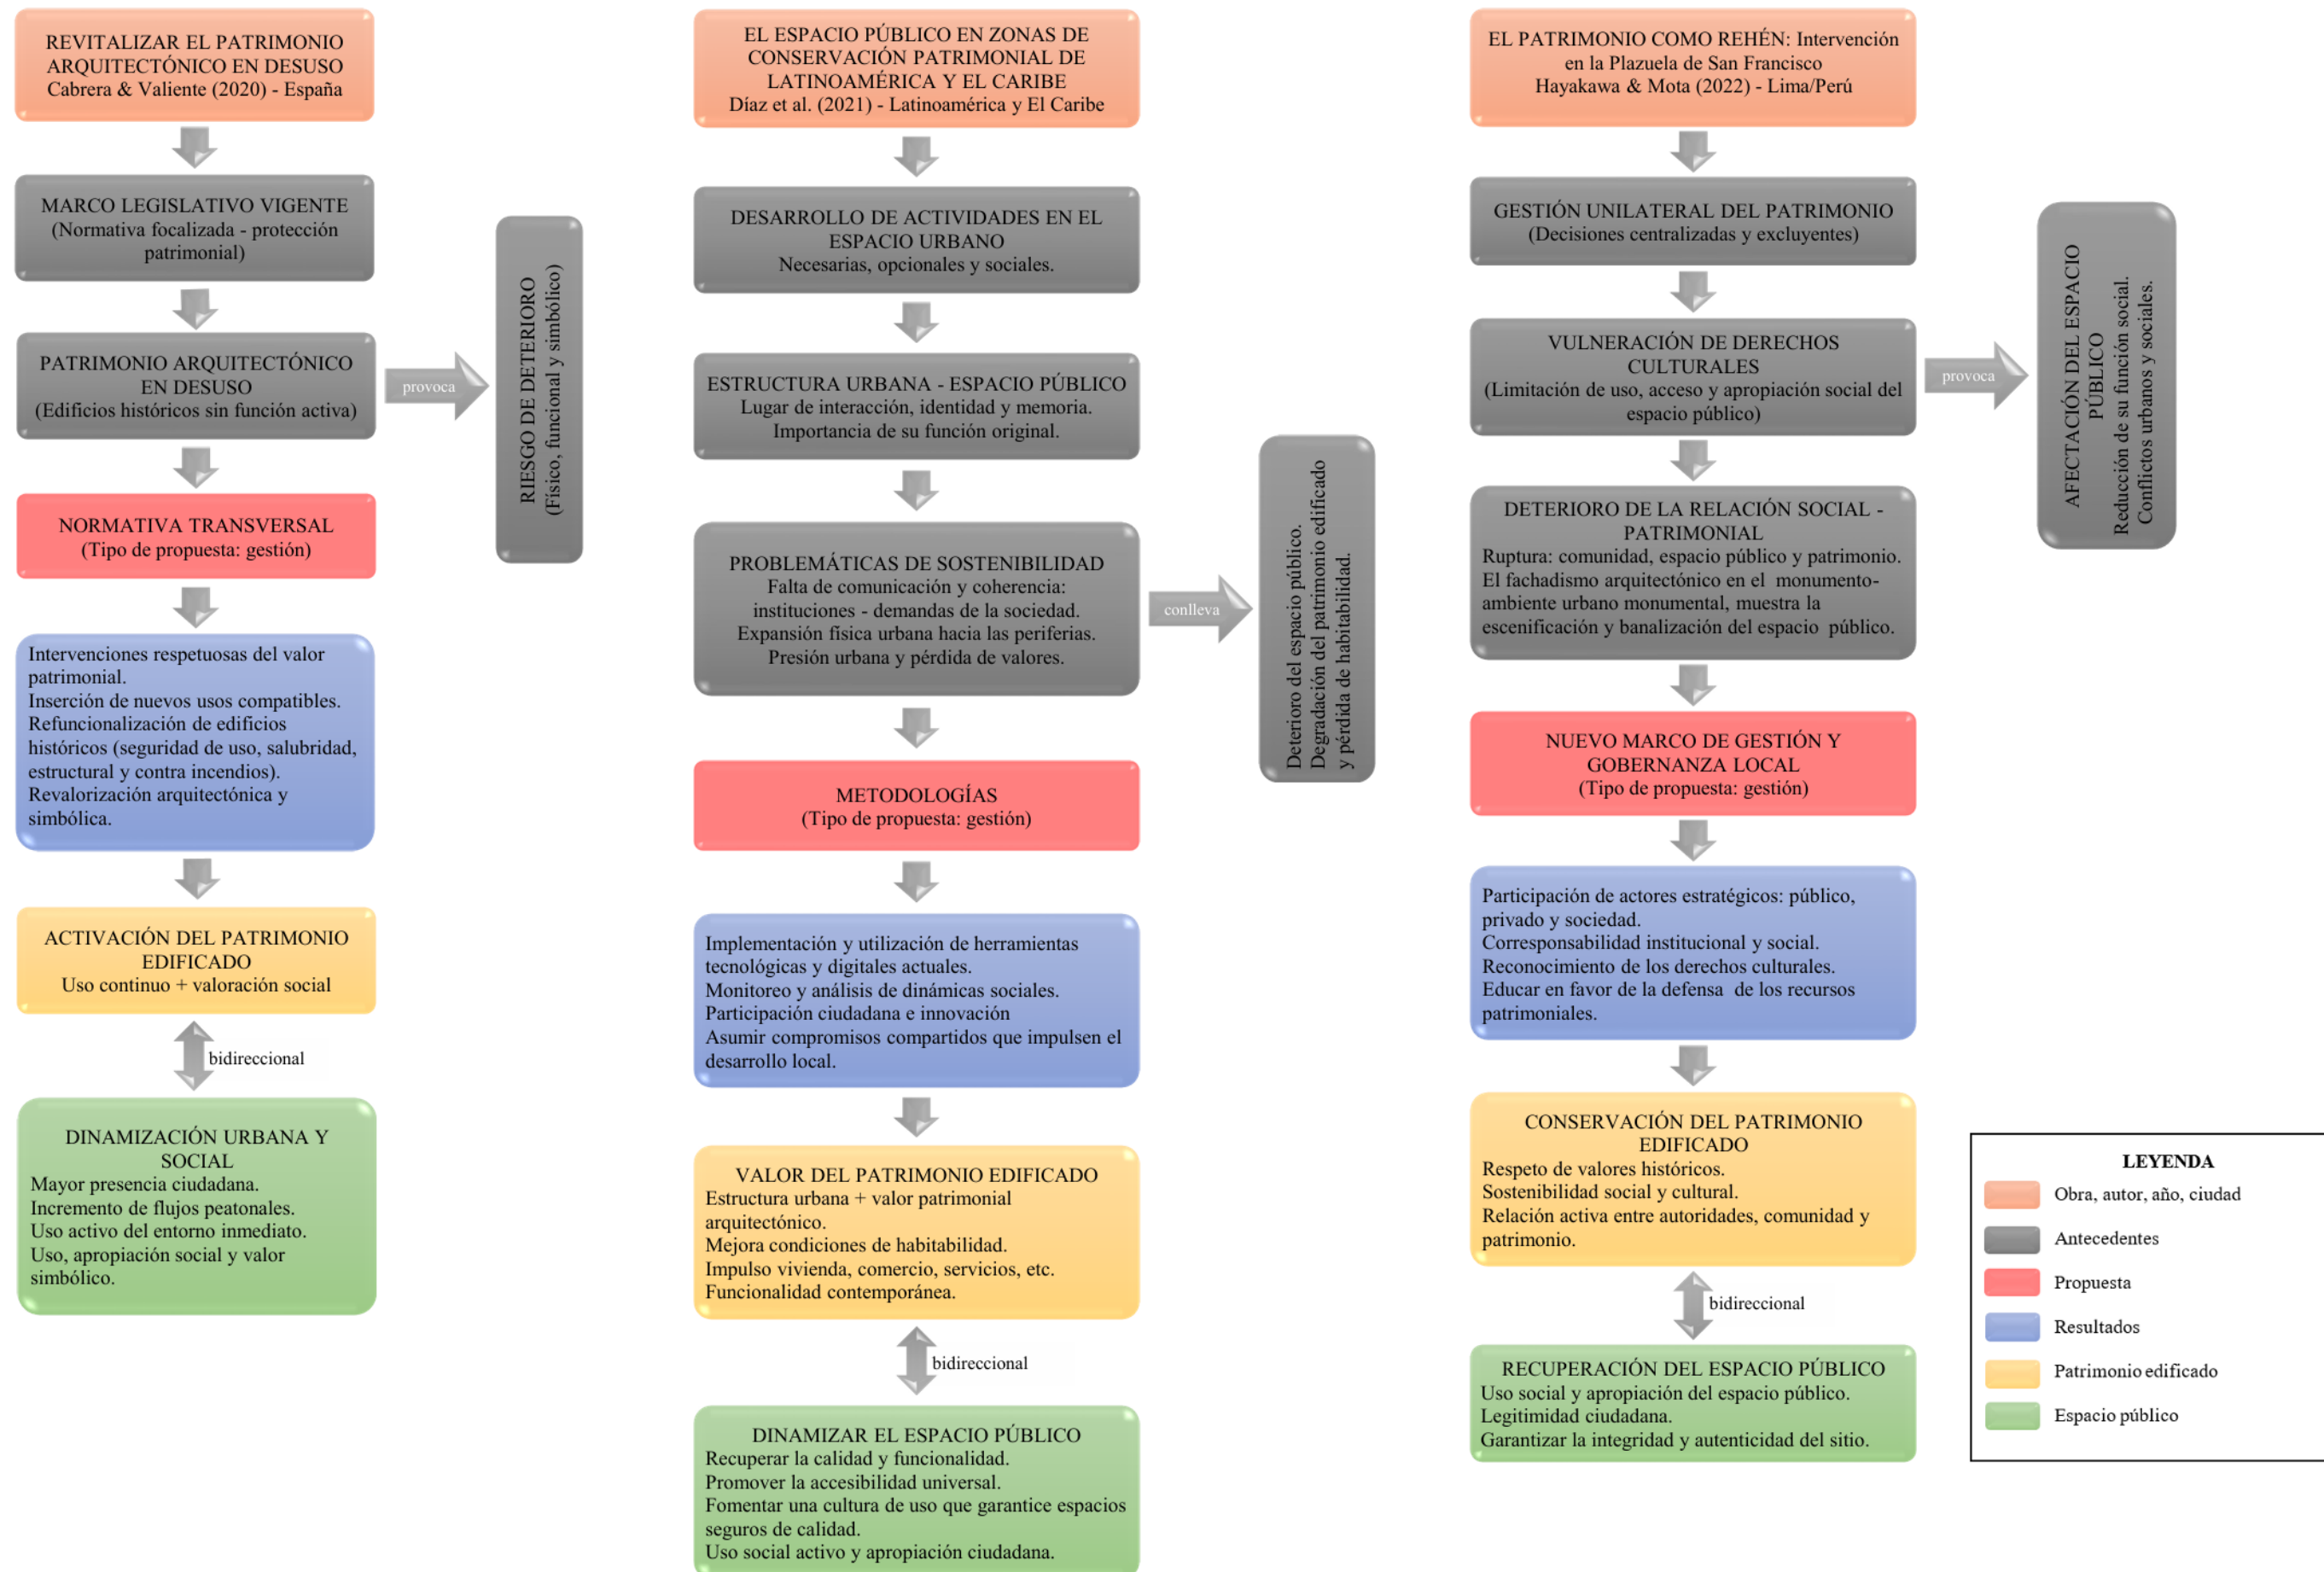 REVITALIZAR EL PATRIMONIO
ARQUITECTÓNICO EN DESUSO
Cabrera & Valiente (2020) - España
MARCO LEGISLATIVO VIGENTE
(Normativa focalizada - protección
patrimonial)
PATRIMONIO ARQUITECTÓNICO
EN DESUSO
(Edificios históricos sin función activa)
provoca
RIESGO DE DETERIORO
(Físico, funcional y simbólico)
NORMATIVA TRANSVERSAL
(Tipo de propuesta: gestión)
Intervenciones respetuosas del valor
patrimonial.
Inserción de nuevos usos compatibles.
Refuncionalización de edificios
históricos (seguridad de uso, salubridad,
estructural y contra incendios).
Revalorización arquitectónica y
simbólica.
ACTIVACIÓN DEL PATRIMONIO
EDIFICADO
Uso continuo + valoración social
bidireccional
DINAMIZACIÓN URBANA Y
SOCIAL
Mayor presencia ciudadana.
Incremento de flujos peatonales.
Uso activo del entorno inmediato.
Uso, apropiación social y valor
simbólico.
EL ESPACIO PÚBLICO EN ZONAS DE
CONSERVACIÓN PATRIMONIAL DE
LATINOAMÉRICA Y EL CARIBE
Díaz et al. (2021) - Latinoamérica y El Caribe
DESARROLLO DE ACTIVIDADES EN EL
ESPACIO URBANO
Necesarias, opcionales y sociales.
ESTRUCTURA URBANA - ESPACIO PÚBLICO
Lugar de interacción, identidad y memoria.
Importancia de su función original.
PROBLEMÁTICAS DE SOSTENIBILIDAD
Falta de comunicación y coherencia:
instituciones - demandas de la sociedad.
Expansión física urbana hacia las periferias.
Presión urbana y pérdida de valores.
conlleva
Deterioro del espacio público.
Degradación del patrimonio edificado
y pérdida de habitabilidad.
METODOLOGÍAS
(Tipo de propuesta: gestión)
Implementación y utilización de herramientas
tecnológicas y digitales actuales.
Monitoreo y análisis de dinámicas sociales.
Participación ciudadana e innovación
Asumir compromisos compartidos que impulsen el
desarrollo local.
VALOR DEL PATRIMONIO EDIFICADO
Estructura urbana + valor patrimonial
arquitectónico.
Mejora condiciones de habitabilidad.
Impulso vivienda, comercio, servicios, etc.
Funcionalidad contemporánea.
bidireccional
DINAMIZAR EL ESPACIO PÚBLICO
Recuperar la calidad y funcionalidad.
Promover la accesibilidad universal.
Fomentar una cultura de uso que garantice espacios
seguros de calidad.
Uso social activo y apropiación ciudadana.
EL PATRIMONIO COMO REHÉN: Intervención
en la Plazuela de San Francisco
Hayakawa & Mota (2022) - Lima/Perú
GESTIÓN UNILATERAL DEL PATRIMONIO
(Decisiones centralizadas y excluyentes)
VULNERACIÓN DE DERECHOS
CULTURALES
(Limitación de uso, acceso y apropiación social del
espacio público)
provoca
AFECTACIÓN DEL ESPACIO
PÚBLICO
Reducción de su función social.
Conflictos urbanos y sociales.
DETERIORO DE LA RELACIÓN SOCIAL -
PATRIMONIAL
Ruptura: comunidad, espacio público y patrimonio.
El fachadismo arquitectónico en el monumento-
ambiente urbano monumental, muestra la
escenificación y banalización del espacio público.
NUEVO MARCO DE GESTIÓN Y
GOBERNANZA LOCAL
(Tipo de propuesta: gestión)
Participación de actores estratégicos: público,
privado y sociedad.
Corresponsabilidad institucional y social.
Reconocimiento de los derechos culturales.
Educar en favor de la defensa de los recursos
patrimoniales.
CONSERVACIÓN DEL PATRIMONIO
EDIFICADO
Respeto de valores históricos.
Sostenibilidad social y cultural.
Relación activa entre autoridades, comunidad y
patrimonio.
bidireccional
RECUPERACIÓN DEL ESPACIO PÚBLICO
Uso social y apropiación del espacio público.
Legitimidad ciudadana.
Garantizar la integridad y autenticidad del sitio.
LEYENDA
Obra, autor, año, ciudad
Antecedentes
Propuesta
Resultados
Patrimonio edificado
Espacio público